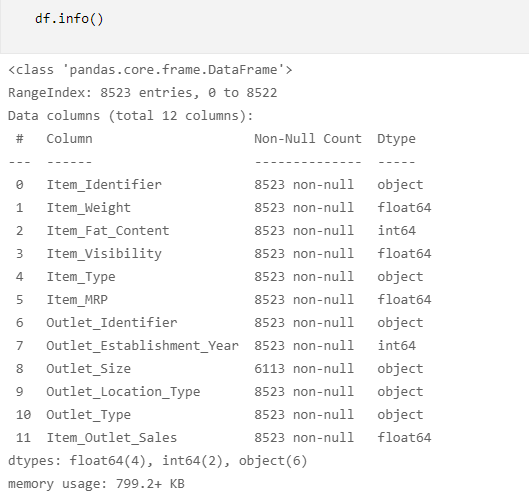 df.info()
<class 'pandas.core.frame.DataFrame'>
RangeIndex: 8523 entries, 0 to 8522
Data columns (total 12 columns):
 #   Column                     Non-Null Count  Dtype
---  ------                     --------------  -----
 0   Item_Identifier            8523 non-null   object
 1   Item_Weight                8523 non-null   float64
 2   Item_Fat_Content           8523 non-null   int64
 3   Item_Visibility            8523 non-null   float64
 4   Item_Type                  8523 non-null   object
 5   Item_MRP                   8523 non-null   float64
 6   Outlet_Identifier          8523 non-null   object
 7   Outlet_Establishment_Year  8523 non-null   int64
 8   Outlet_Size                6113 non-null   object
 9   Outlet_Location_Type       8523 non-null   object
 10  Outlet_Type                8523 non-null   object
 11  Item_Outlet_Sales          8523 non-null   float64
dtypes: float64(4), int64(2), object(6)
memory usage: 799.2+ KB